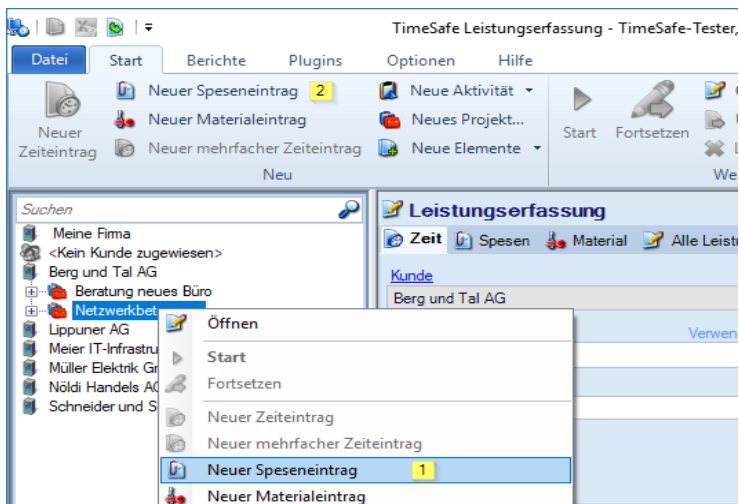 TimeSafe Leistungserfassung - TimeSafe-Tester,
Datei Start Berichte Plugins Optionen Hilfe
Neuer Zeiteintrag
Neuer Speseneintrag 2
Neuer Materialeintrag
Neuer mehrfacher Zeiteintrag
Neu
Neue Aktivität
Neues Projekt...
Neue Elemente
Start Fortsetzen
We
Suchen
Meine Firma
<Kein Kunde zugewiesen>
Berg und Tal AG
Beratung neues Büro
Netzwerkbet
Lippuner AG
Meier IT-Infrastru
Müller Elektrik Gr
Nöldi Handels AG
Schneider und S
Leistungserfassung
Zeit Spesen Material Alle Leist
Kunde
Berg und Tal AG
Verwen
Öffnen
Start
Fortsetzen
Neuer Zeiteintrag
Neuer mehrfacher Zeiteintrag
Neuer Speseneintrag 1
Neuer Materialeintrag